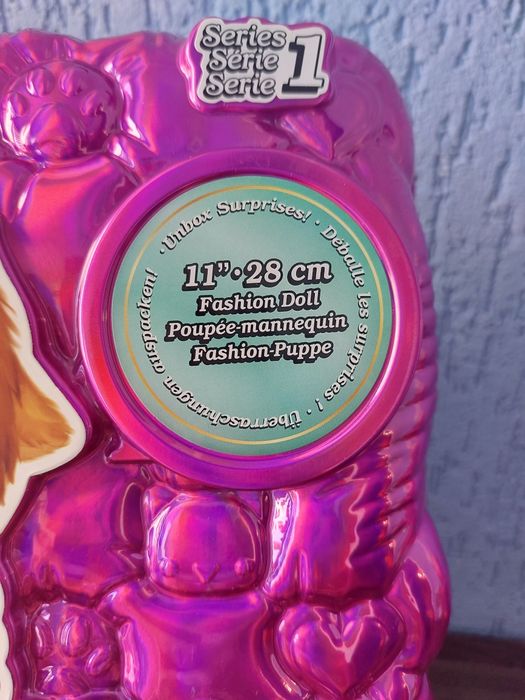 Series
Série
Serie
1
· Unbox Surprises! · Déballe les surprises ! · Überraschungen auspacken!
11”·28 cm
Fashion Doll
Poupée-mannequin
Fashion-Puppe